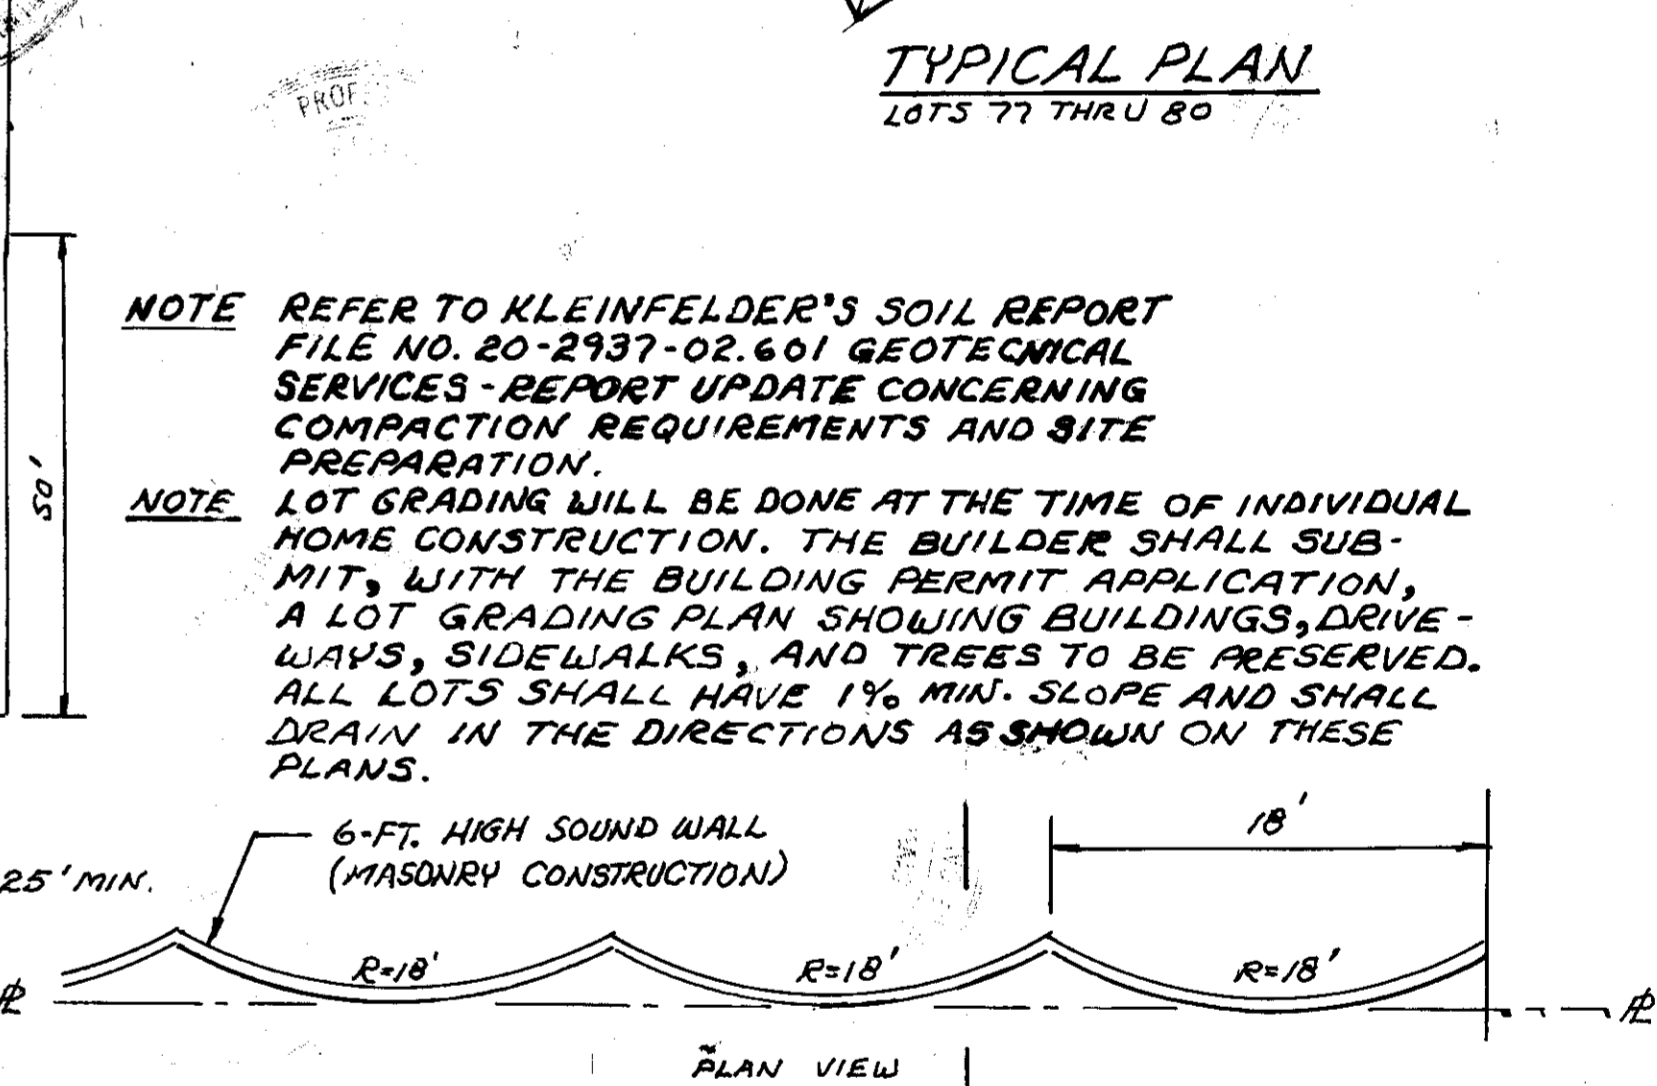 TYPICAL PLAN
LOTS 77 THRU 80
PROF.
50'
NOTE REFER TO KLEINFELDER'S SOIL REPORT
FILE NO. 20-2937-02.601 GEOTECNICAL
SERVICES - REPORT UPDATE CONCERNING
COMPACTION REQUIREMENTS AND SITE
PREPARATION.
NOTE LOT GRADING WILL BE DONE AT THE TIME OF INDIVIDUAL
HOME CONSTRUCTION. THE BUILDER SHALL SUB-
MIT, WITH THE BUILDING PERMIT APPLICATION,
A LOT GRADING PLAN SHOWING BUILDINGS, DRIVE-
WAYS, SIDEWALKS, AND TREES TO BE PRESERVED.
ALL LOTS SHALL HAVE 1% MIN. SLOPE AND SHALL
DRAIN IN THE DIRECTIONS AS SHOWN ON THESE
PLANS.
6-FT. HIGH SOUND WALL
(MASONRY CONSTRUCTION)
18'
25' MIN.
R=18' R=18' R=18'
PL PL
PLAN VIEW